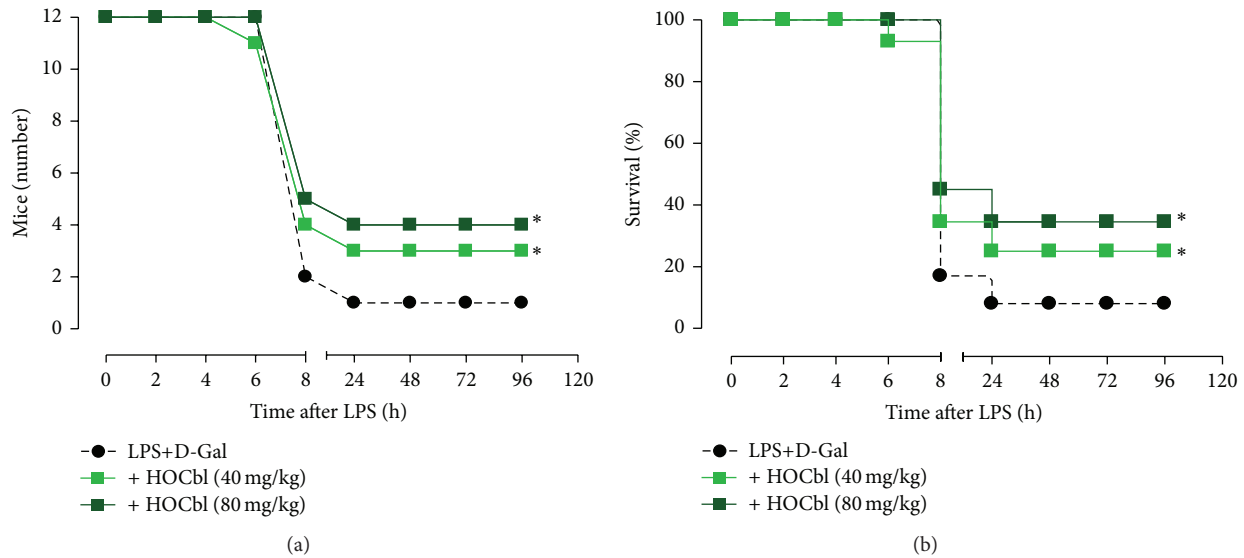 12
10
8
6
4
2
0
Mice (number)
*
*
0 2 4 6 8 24 48 72 96 120
Time after LPS (h)
LPS+D-Gal
+ HOCbl (40 mg/kg)
+ HOCbl (80 mg/kg)
(a)
100
80
60
40
20
0
Survival (%)
*
*
0 2 4 6 8 24 48 72 96 120
Time after LPS (h)
LPS+D-Gal
+ HOCbl (40 mg/kg)
+ HOCbl (80 mg/kg)
(b)